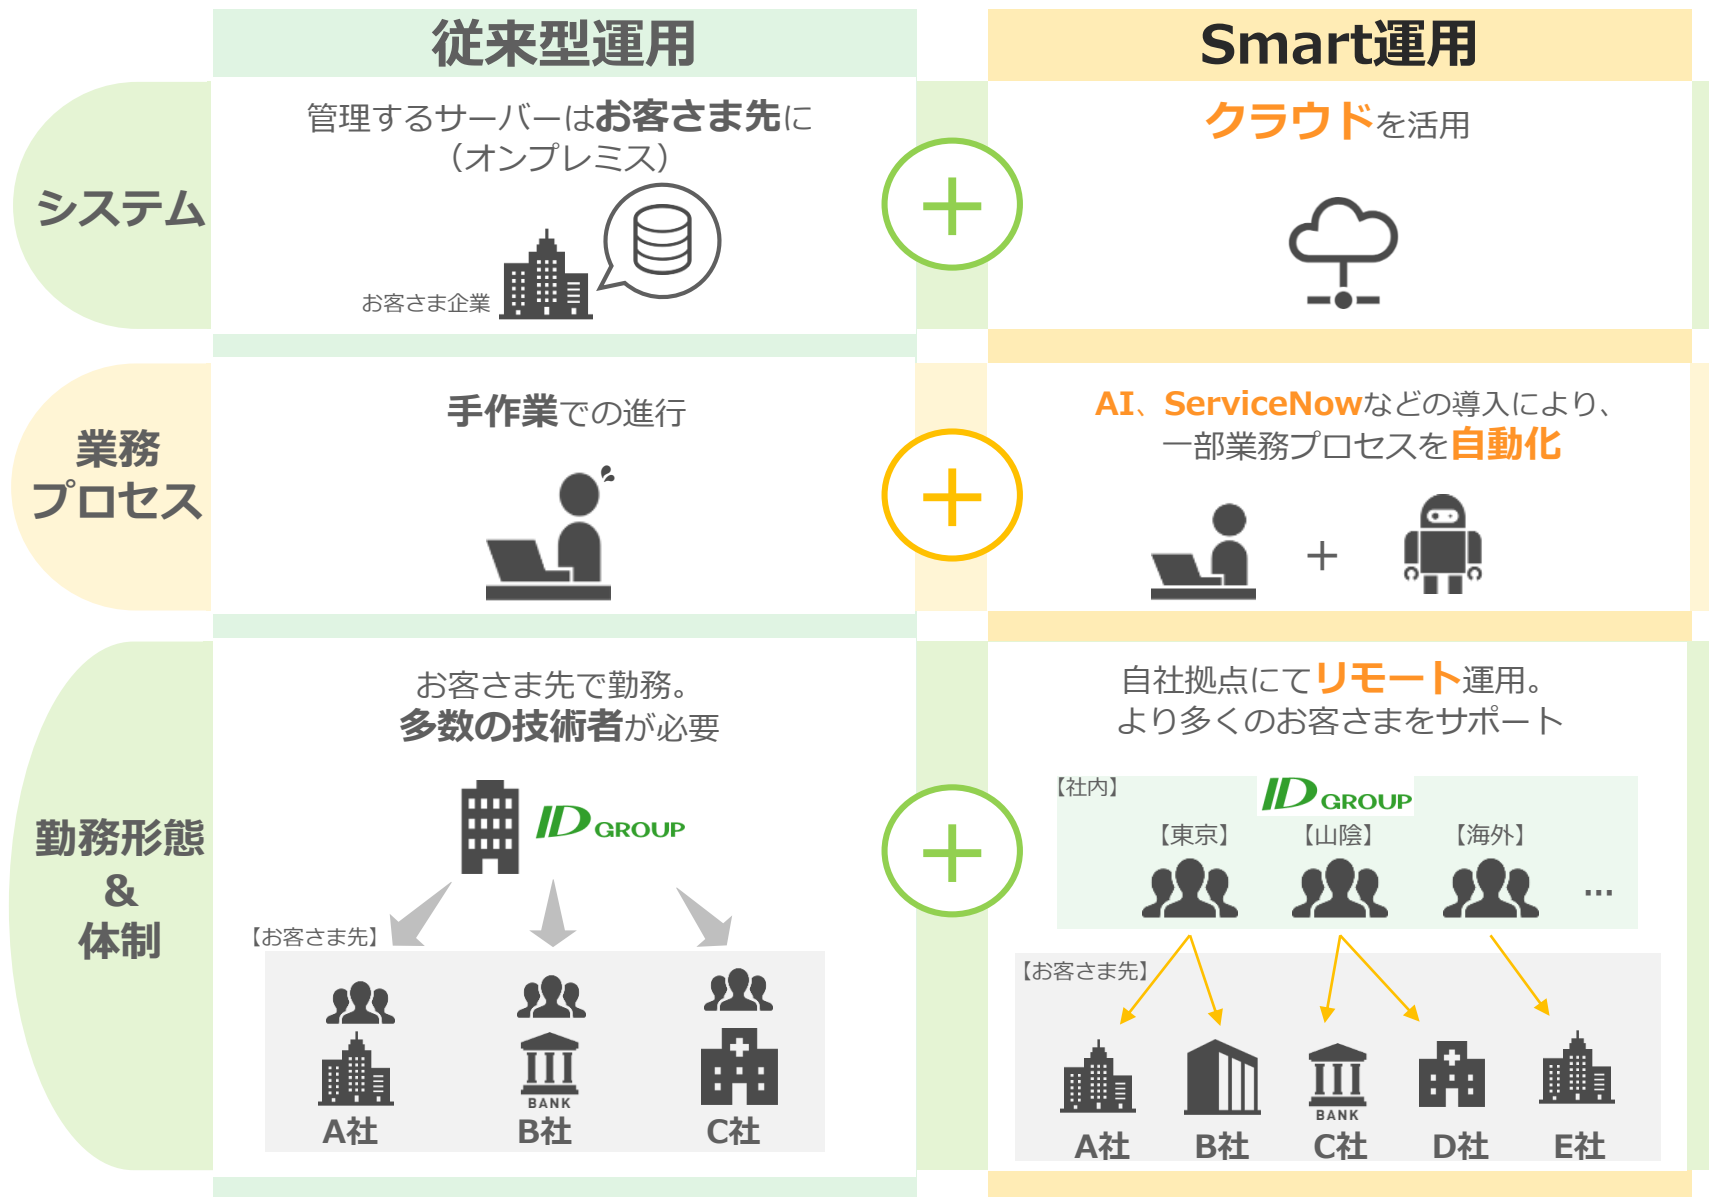 従来型運用
Smart運用
システム
管理するサーバーはお客さま先に
（オンプレミス）
お客さま企業
+
クラウドを活用
業務
プロセス
手作業での進行
+
AI、ServiceNowなどの導入により、
一部業務プロセスを自動化
+
勤務形態
&
体制
お客さま先で勤務。
多数の技術者が必要
ID GROUP
【お客さま先】
BANK
A社
B社
C社
+
自社拠点にてリモート運用。
より多くのお客さまをサポート
【社内】
ID GROUP
【東京】
【山陰】
【海外】
…
【お客さま先】
BANK
A社
B社
C社
D社
E社